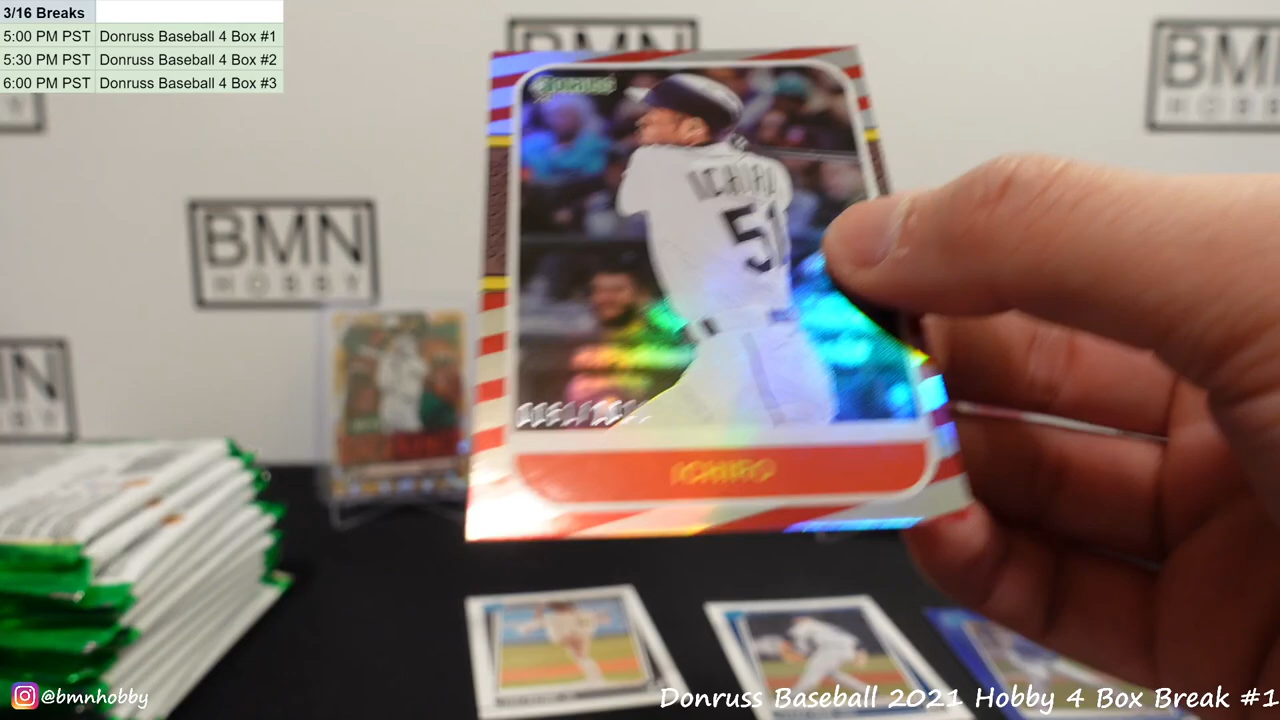 3/16 Breaks
5:00 PM PST Donruss Baseball 4 Box #1
5:30 PM PST Donruss Baseball 4 Box #2
6:00 PM PST Donruss Baseball 4 Box #3
BMN
BMN
HOBBY
BMN
HOBBY
Donruss
ICHIRO
51
ICHIRO
@bmnhobby
Donruss Baseball 2021 Hobby 4 Box Break #1